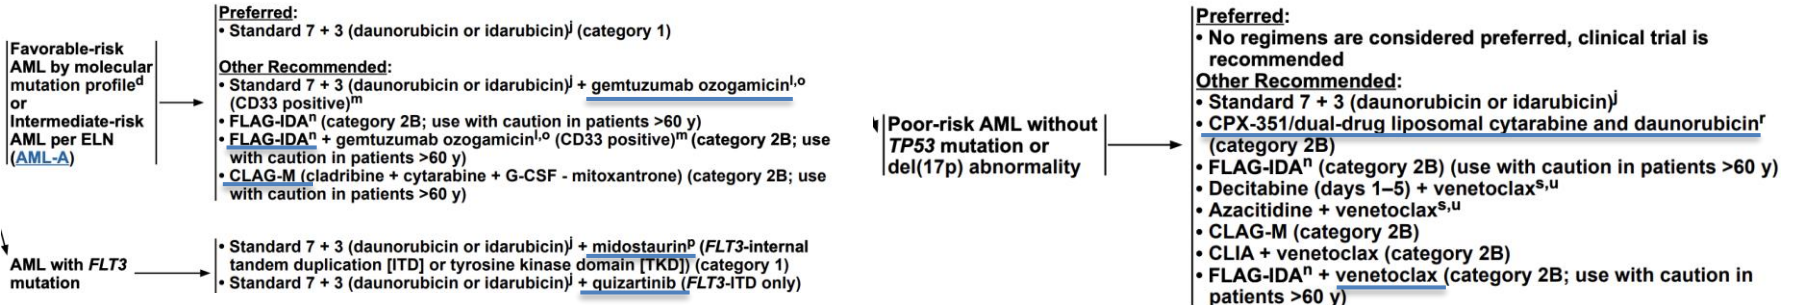 Favorable-risk
AML by molecular
mutation profileᵈ
or
Intermediate-risk
AML per ELN
(AML-A)
Preferred:
• Standard 7 + 3 (daunorubicin or idarubicin)ʲ (category 1)
Other Recommended:
• Standard 7 + 3 (daunorubicin or idarubicin)ʲ + gemtuzumab ozogamicinˡ,ᵒ
(CD33 positive)ᵐ
• FLAG-IDAⁿ (category 2B; use with caution in patients >60 y)
• FLAG-IDAⁿ + gemtuzumab ozogamicinˡ,ᵒ (CD33 positive)ᵐ (category 2B; use
with caution in patients >60 y)
• CLAG-M (cladribine + cytarabine + G-CSF - mitoxantrone) (category 2B; use
with caution in patients >60 y)
AML with FLT3
mutation
• Standard 7 + 3 (daunorubicin or idarubicin)ʲ + midostaurinᵖ (FLT3-internal
tandem duplication [ITD] or tyrosine kinase domain [TKD]) (category 1)
• Standard 7 + 3 (daunorubicin or idarubicin)ʲ + quizartinib (FLT3-ITD only)
Poor-risk AML without
TP53 mutation or
del(17p) abnormality
Preferred:
• No regimens are considered preferred, clinical trial is
recommended
Other Recommended:
• Standard 7 + 3 (daunorubicin or idarubicin)ʲ
• CPX-351/dual-drug liposomal cytarabine and daunorubicinʳ
(category 2B)
• FLAG-IDAⁿ (category 2B) (use with caution in patients >60 y)
• Decitabine (days 1–5) + venetoclaxˢ,ᵘ
• Azacitidine + venetoclaxˢ,ᵘ
• CLAG-M (category 2B)
• CLIA + venetoclax (category 2B)
• FLAG-IDAⁿ + venetoclax (category 2B; use with caution in
patients >60 y)